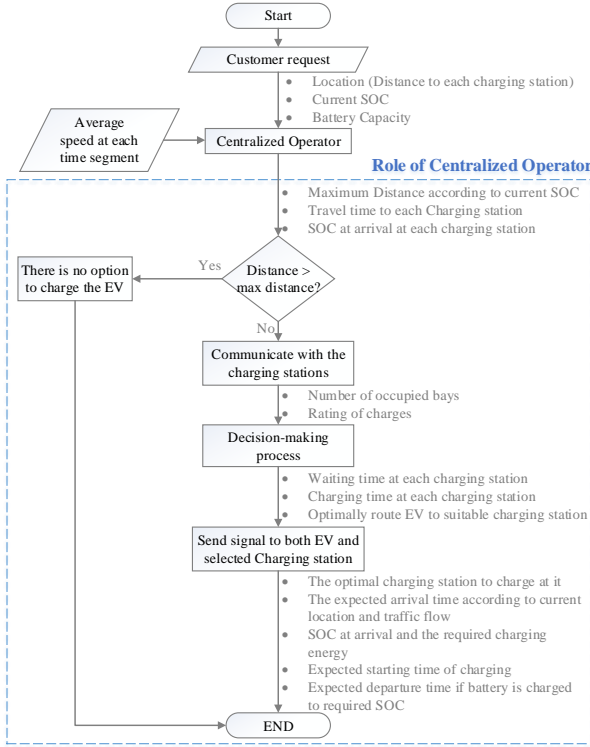 Start
Customer request
• Location (Distance to each charging station)
• Current SOC
• Battery Capacity
Average
speed at each
time segment
Centralized Operator
Role of Centralized Operator
• Maximum Distance according to current SOC
• Travel time to each Charging station
• SOC at arrival at each charging station
Distance >
max distance?
Yes
There is no option
to charge the EV
No
Communicate with the
charging stations
• Number of occupied bays
• Rating of charges
Decision-making
process
• Waiting time at each charging station
• Charging time at each charging station
• Optimally route EV to suitable charging station
Send signal to both EV and
selected Charging station
• The optimal charging station to charge at it
• The expected arrival time according to current
location and traffic flow
• SOC at arrival and the required charging
energy
• Expected starting time of charging
• Expected departure time if battery is charged
to required SOC
END